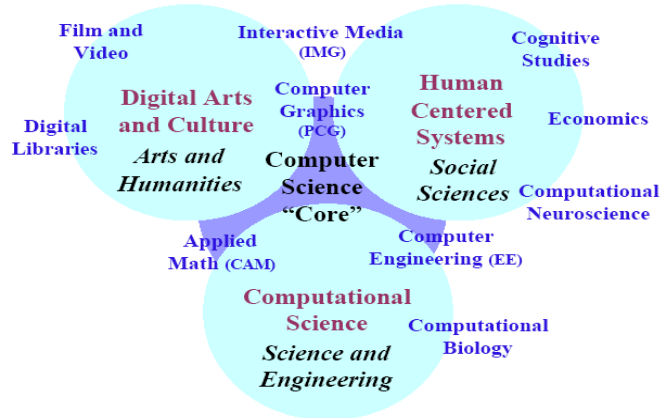 Film and
Video
Interactive Media
(IMG)
Cognitive
Studies
Digital Arts
and Culture
Arts and
Humanities
Computer
Graphics
(PCG)
Human
Centered
Systems
Social
Sciences
Digital
Libraries
Economics
Computer
Science
“Core”
Computational
Neuroscience
Applied
Math (CAM)
Computer
Engineering (EE)
Computational
Science
Science and
Engineering
Computational
Biology